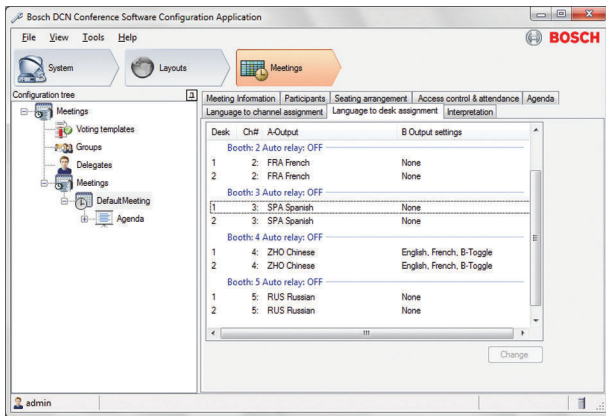 Bosch DCN Conference Software Configuration Application
File View Tools Help
BOSCH
System Layouts Meetings
Configuration tree
Meetings
Voting templates
Groups
Delegates
Meetings
DefaultMeeting
Agenda
Meeting Information Participants Seating arrangement Access control & attendance Agenda
Language to channel assignment Language to desk assignment Interpretation
Desk Ch# A-Output B Output settings
Booth: 2 Auto relay: OFF
1 2: FRA French None
2 2: FRA French None
Booth: 3 Auto relay: OFF
1 3: SPA Spanish None
2 3: SPA Spanish None
Booth: 4 Auto relay: OFF
1 4: ZHO Chinese English, French, B-Toggle
2 4: ZHO Chinese English, French, B-Toggle
Booth: 5 Auto relay: OFF
1 5: RUS Russian None
2 5: RUS Russian None
Change
admin